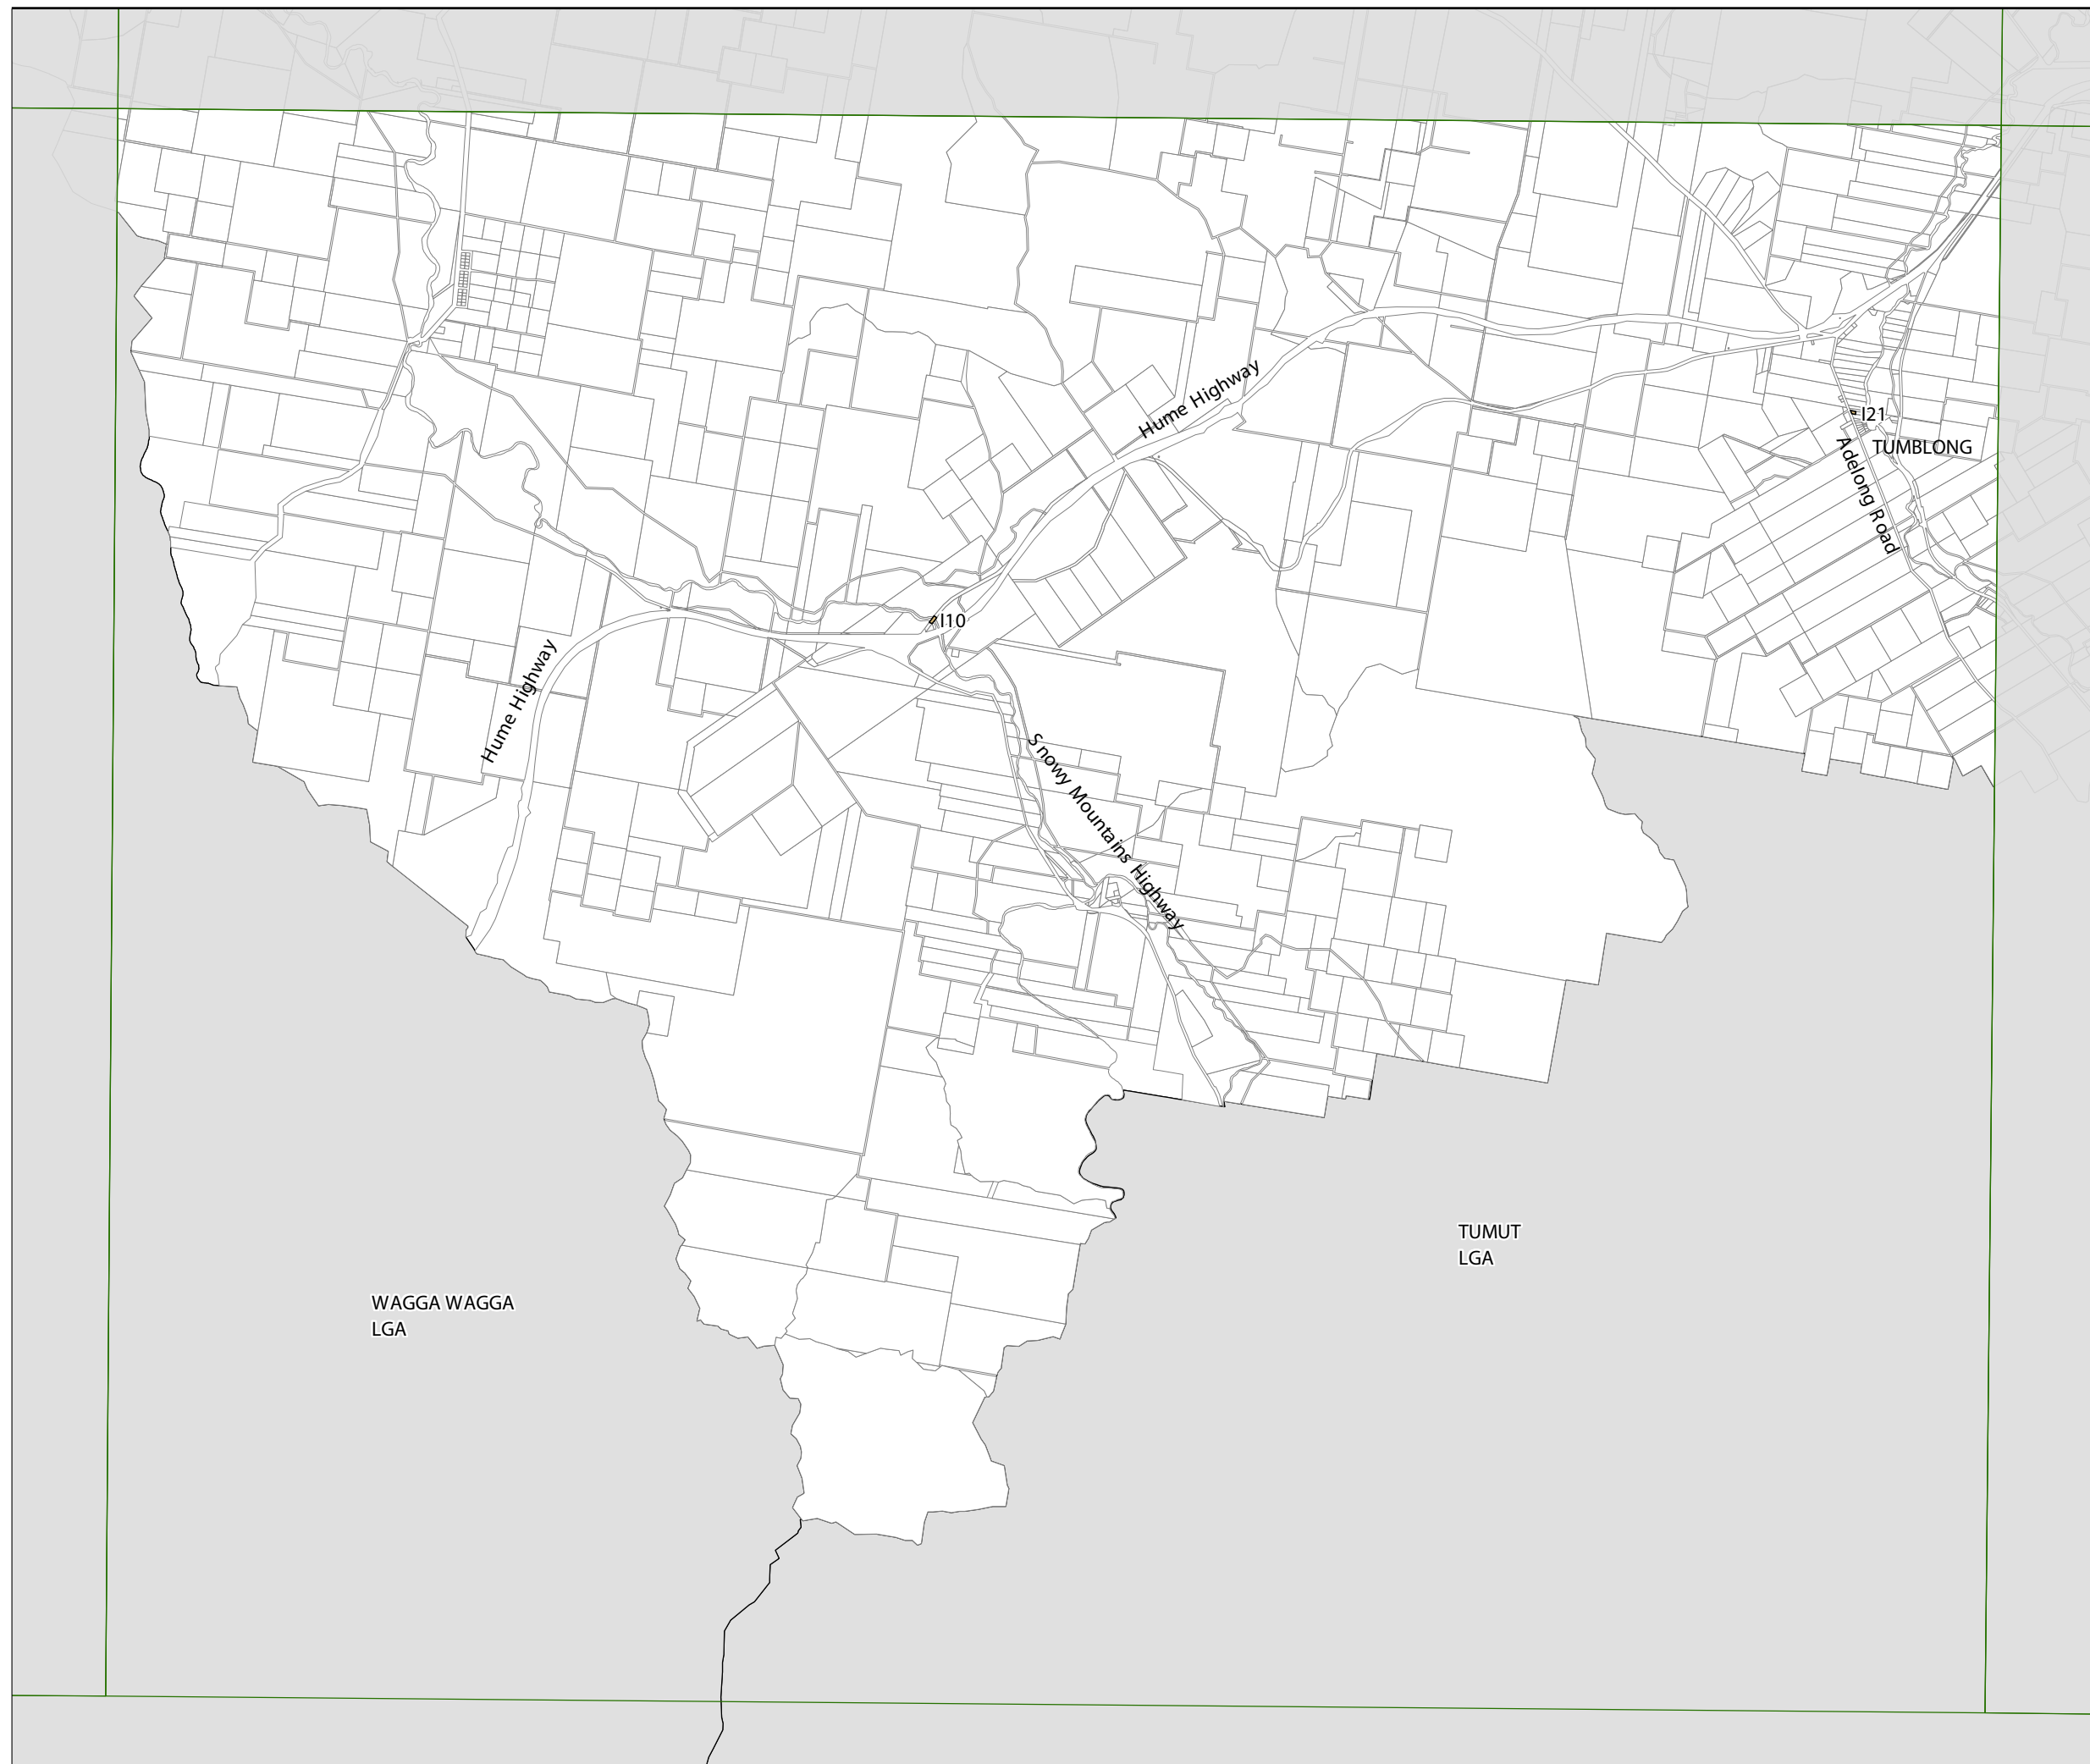 Hume Highway
I21
TUMBLONG
Adelong Road
I10
Hume Highway
Snowy Mountains Highway
TUMUT
LGA
WAGGA WAGGA
LGA